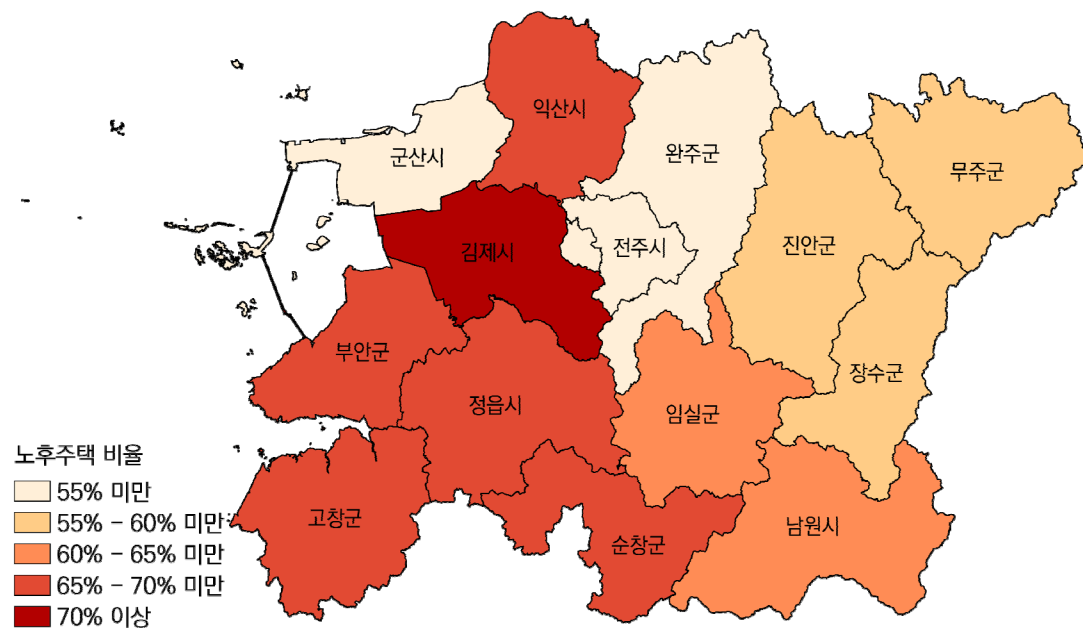 익산시
군산시
완주군
무주군
전주시
진안군
김제시
부안군
장수군
정읍시
임실군
고창군
순창군
남원시
노후주택 비율
55% 미만
55% - 60% 미만
60% - 65% 미만
65% - 70% 미만
70% 이상